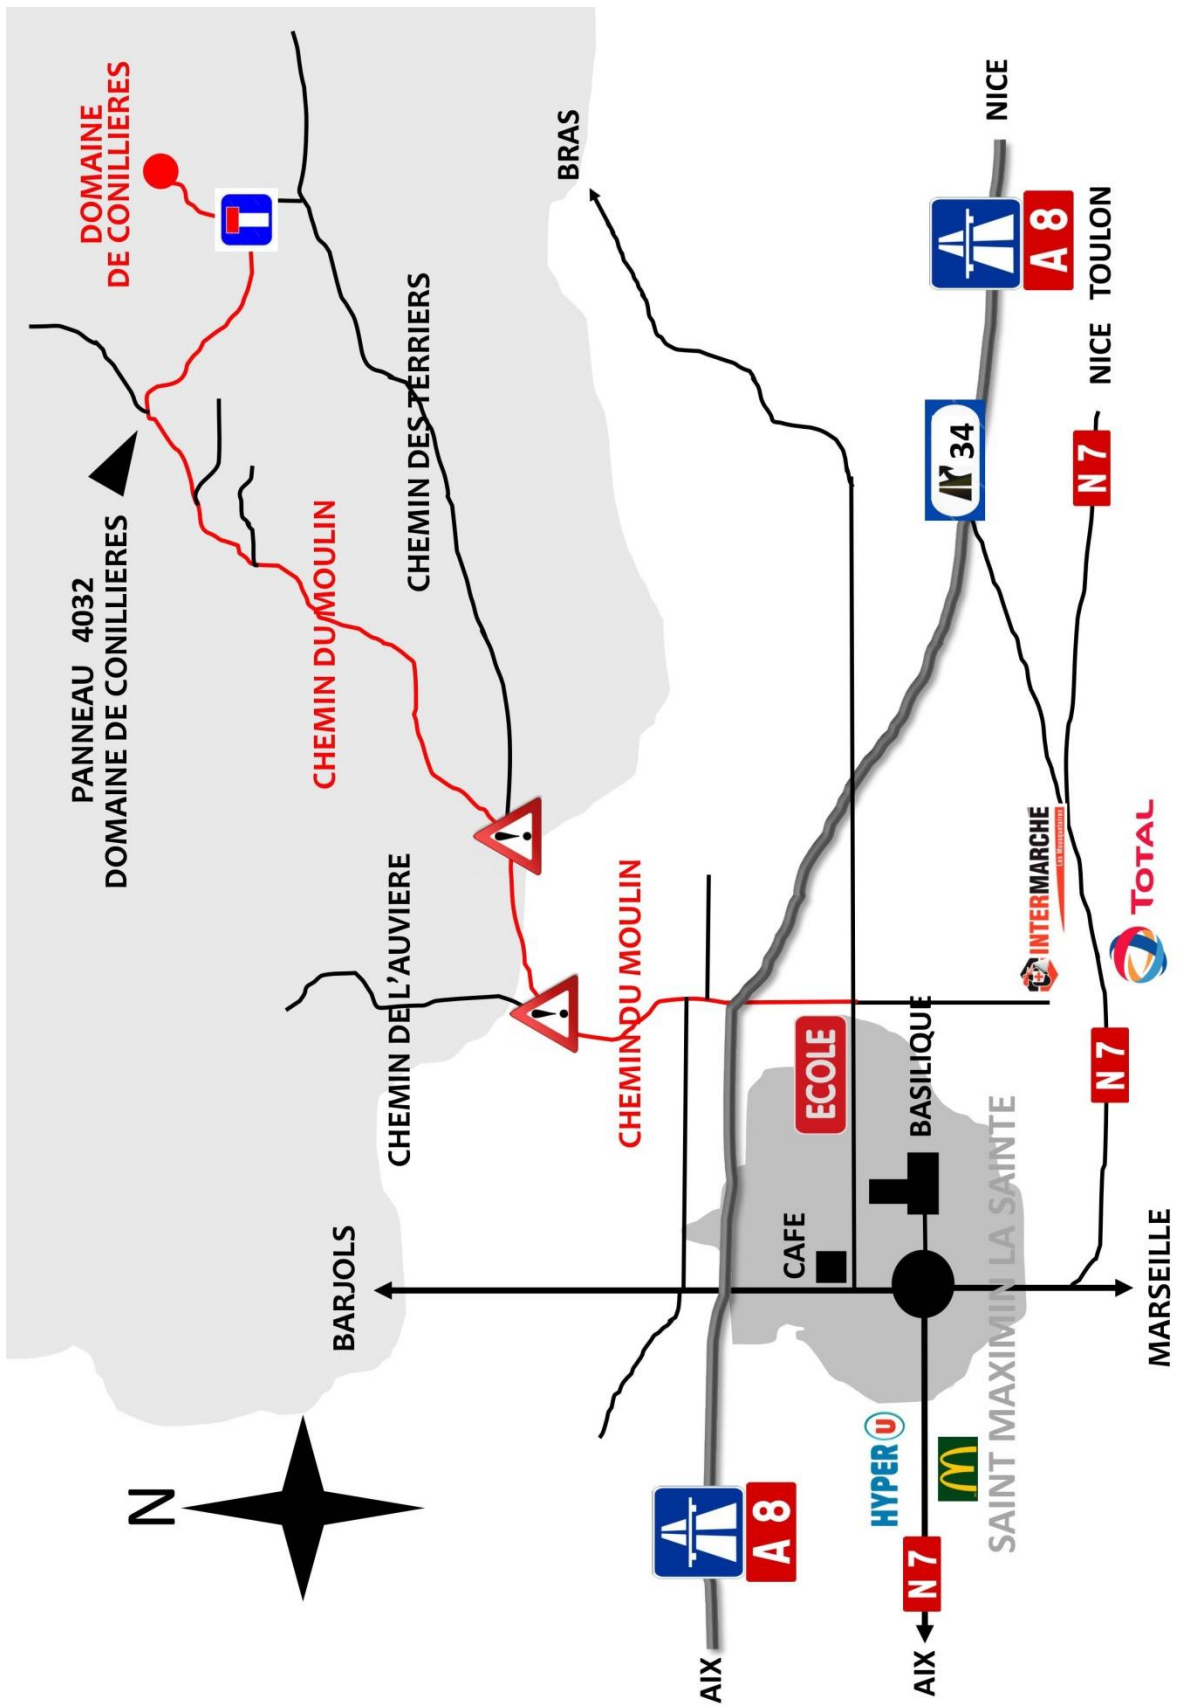 N
BARJOLS
CHEMIN DE L'AUVIERE
PANNEAU 4032
DOMAINE DE CONILLIERES
CHEMIN DU MOULIN
CHEMIN DES TERRIERS
DOMAINE
DE CONILLIERES
BRAS
CHEMIN DU MOULIN
AIX
A 8
CAFE
ECOLE
BASILIQUE
HYPER U
AIX
N 7
SAINT MAXIMIN LA SAINTE
MARSEILLE
N 7
INTERMARCHE
Les Mousquetaires
TOTAL
34
N 7
NICE TOULON
A 8
NICE